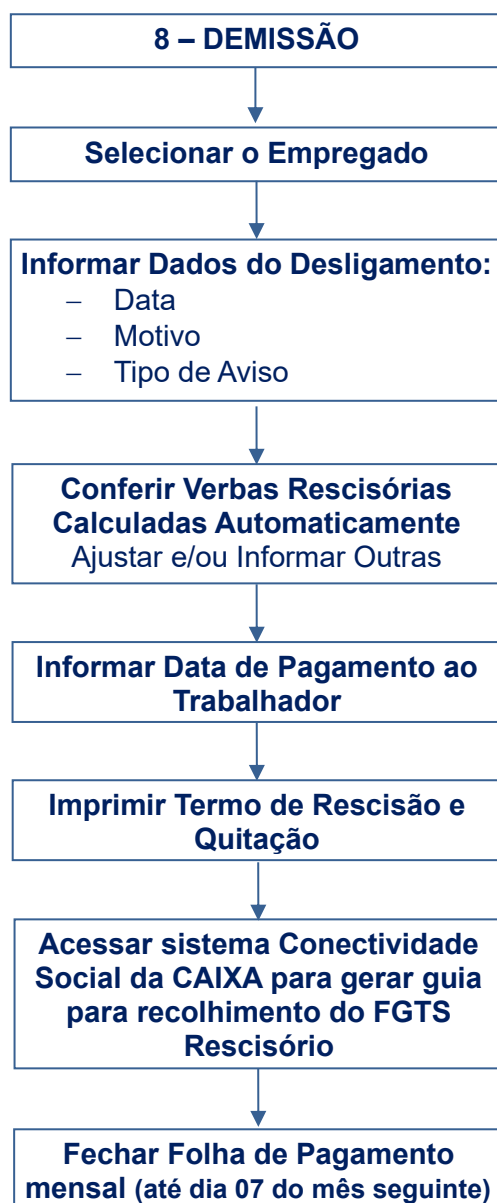 8 – DEMISSÃO
Selecionar o Empregado
Informar Dados do Desligamento:
– Data
– Motivo
– Tipo de Aviso
Conferir Verbas Rescisórias
Calculadas Automaticamente
Ajustar e/ou Informar Outras
Informar Data de Pagamento ao
Trabalhador
Imprimir Termo de Rescisão e
Quitação
Acessar sistema Conectividade
Social da CAIXA para gerar guia
para recolhimento do FGTS
Rescisório
Fechar Folha de Pagamento
mensal (até dia 07 do mês seguinte)